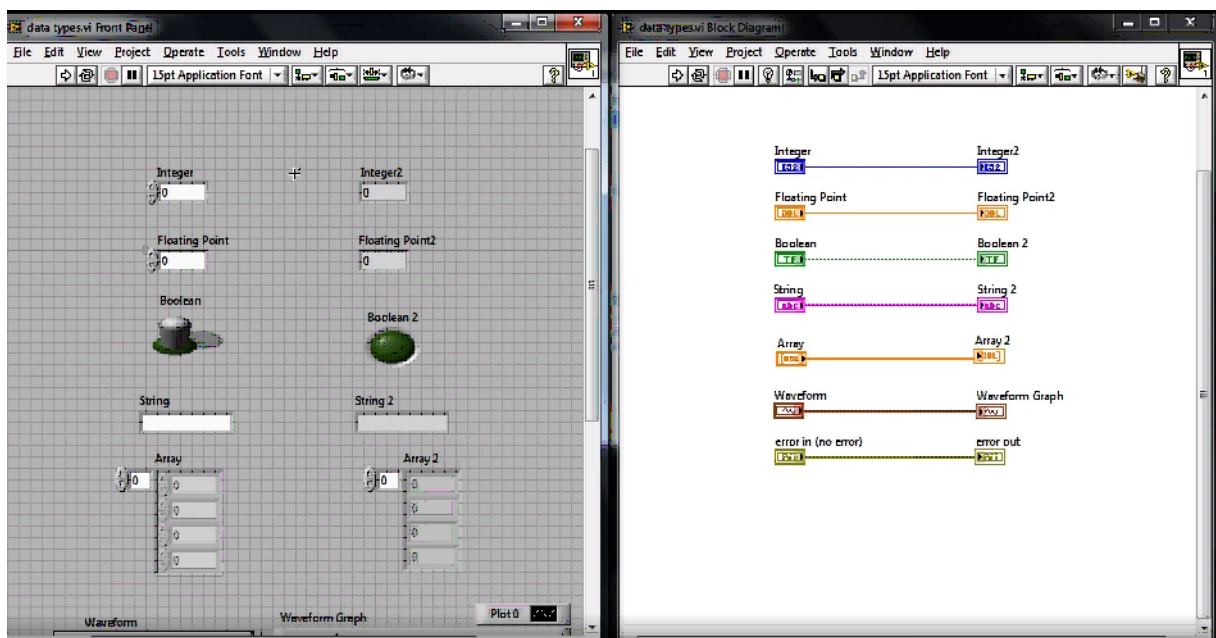 data types.vi Front Panel
File Edit View Project Operate Tools Window Help
15pt Application Font
Integer
Integer2
0
0
Floating Point
Floating Point2
0
0
Boolean
Boolean 2
String
String 2
Array
Array 2
0
0
0
0
0
0
0
0
0
0
Waveform
Waveform Graph
Plot 0
data types.vi Block Diagram
File Edit View Project Operate Tools Window Help
15pt Application Font
Integer
Integer2
I32
I32
Floating Point
Floating Point2
DBL
DBL
Boolean
Boolean 2
TF
TF
String
String 2
abc
abc
Array
Array 2
DBL
DBL
Waveform
Waveform Graph
error in (no error)
error out